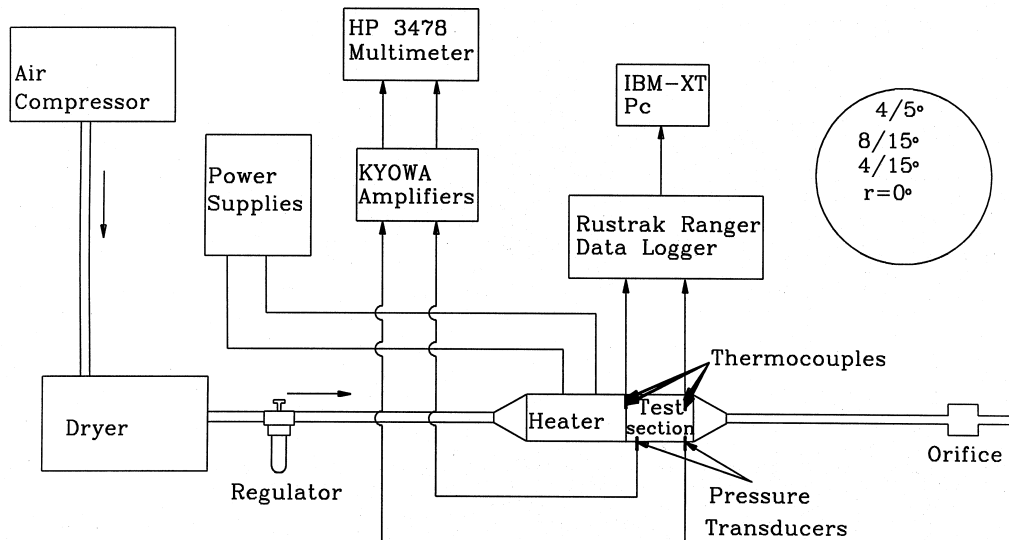 HP 3478
Multimeter
Air
Compressor
IBM-XT
Pc
4/5°
8/15°
4/15°
r=0°
Power
Supplies
KYOWA
Amplifiers
Rustrak Ranger
Data Logger
Thermocouples
Dryer
Heater
Test
section
Regulator
Orifice
Pressure
Transducers